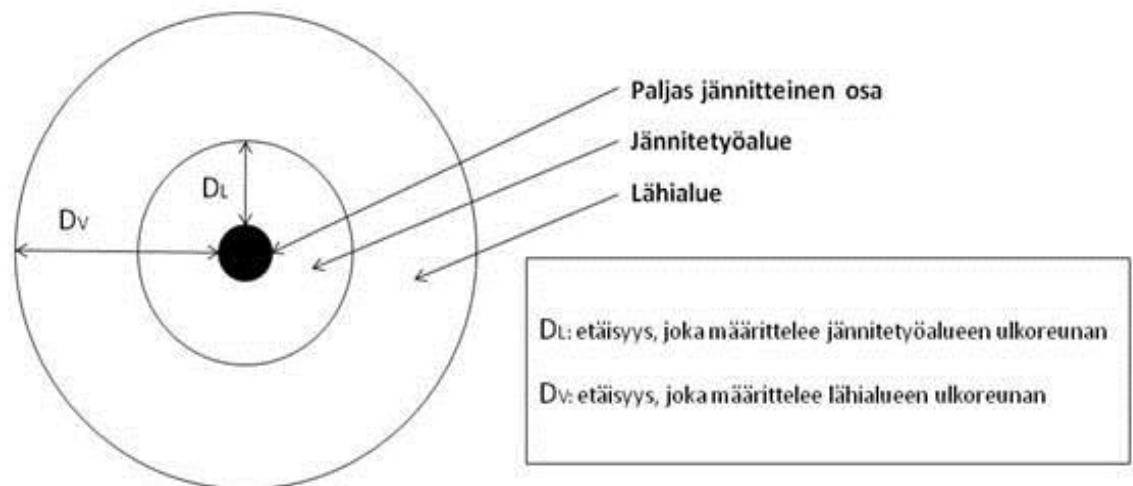 Paljas jännitteinen osa
Jännitetyöalue
Lähialue
DL
DV
DL: etäisyys, joka määrittelee jännitetyöalueen ulkoreunan
DV: etäisyys, joka määrittelee lähialueen ulkoreunan